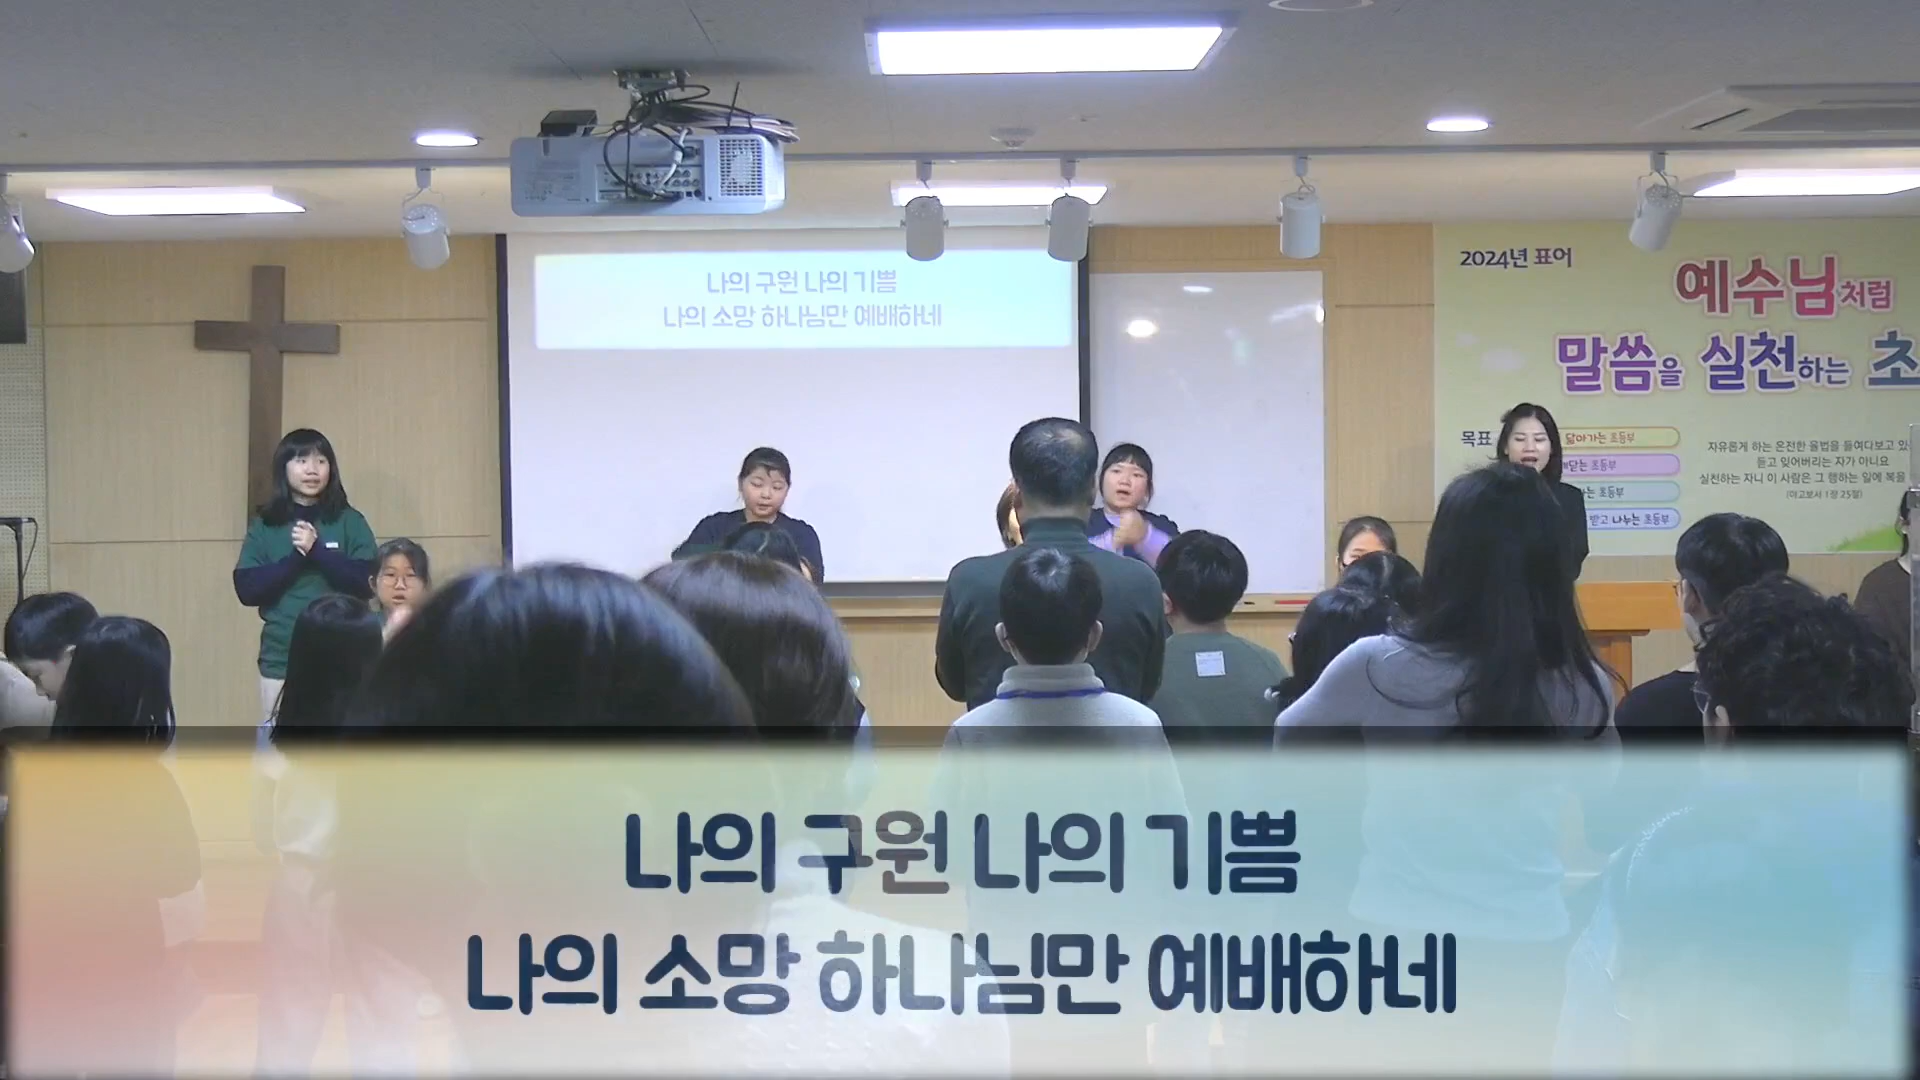 나의 구원 나의 기쁨
나의 소망 하나님만 예배하네
2024년 표어
예수님처럼
말씀을 실천하는 초
목표
닮아가는 초등부
깨닫는 초등부
는 초등부
받고 나누는 초등부
자유롭게 하는 온전한 율법을 들여다보고 있
듣고 잊어버리는 자가 아니요
실천하는 자니 이 사람은 그 행하는 일에 복을
(야고보서 1장 25절)
나의 구원 나의 기쁨
나의 소망 하나님만 예배하네